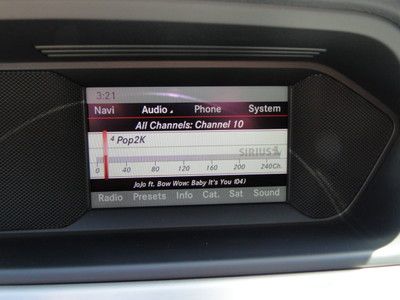 3:21
Navi Audio Phone System
All Channels: Channel 10
4 Pop2K
SIRIUS
0 40 80 120 160 200 240Ch.
JoJo ft. Bow Wow: Baby It's You (04)
Radio Presets Info Cat. Sat Sound